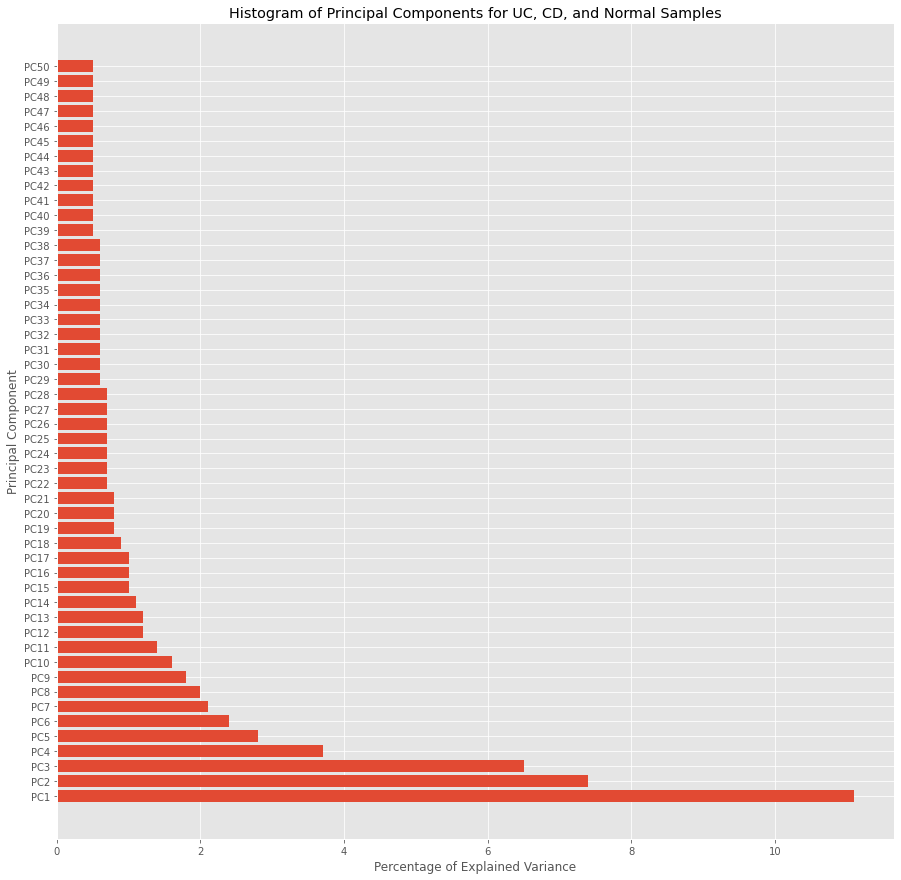 Histogram of Principal Components for UC, CD, and Normal Samples
PC50
PC49
PC48
PC47
PC46
PC45
PC44
PC43
PC42
PC41
PC40
PC39
PC38
PC37
PC36
PC35
PC34
PC33
PC32
PC31
PC30
PC29
PC28
PC27
PC26
PC25
PC24
PC23
PC22
PC21
PC20
PC19
PC18
PC17
PC16
PC15
PC14
PC13
PC12
PC11
PC10
PC9
PC8
PC7
PC6
PC5
PC4
PC3
PC2
PC1
Principal Component
0 2 4 6 8 10
Percentage of Explained Variance